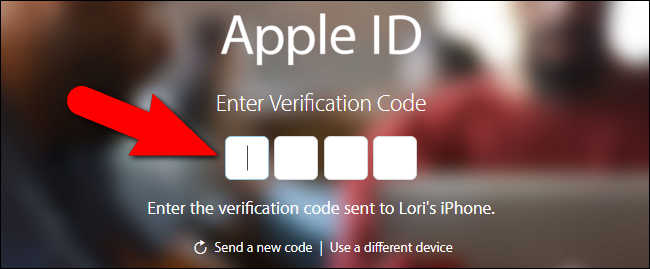 Apple ID
Enter Verification Code
Enter the verification code sent to Lori's iPhone.
Send a new code | Use a different device